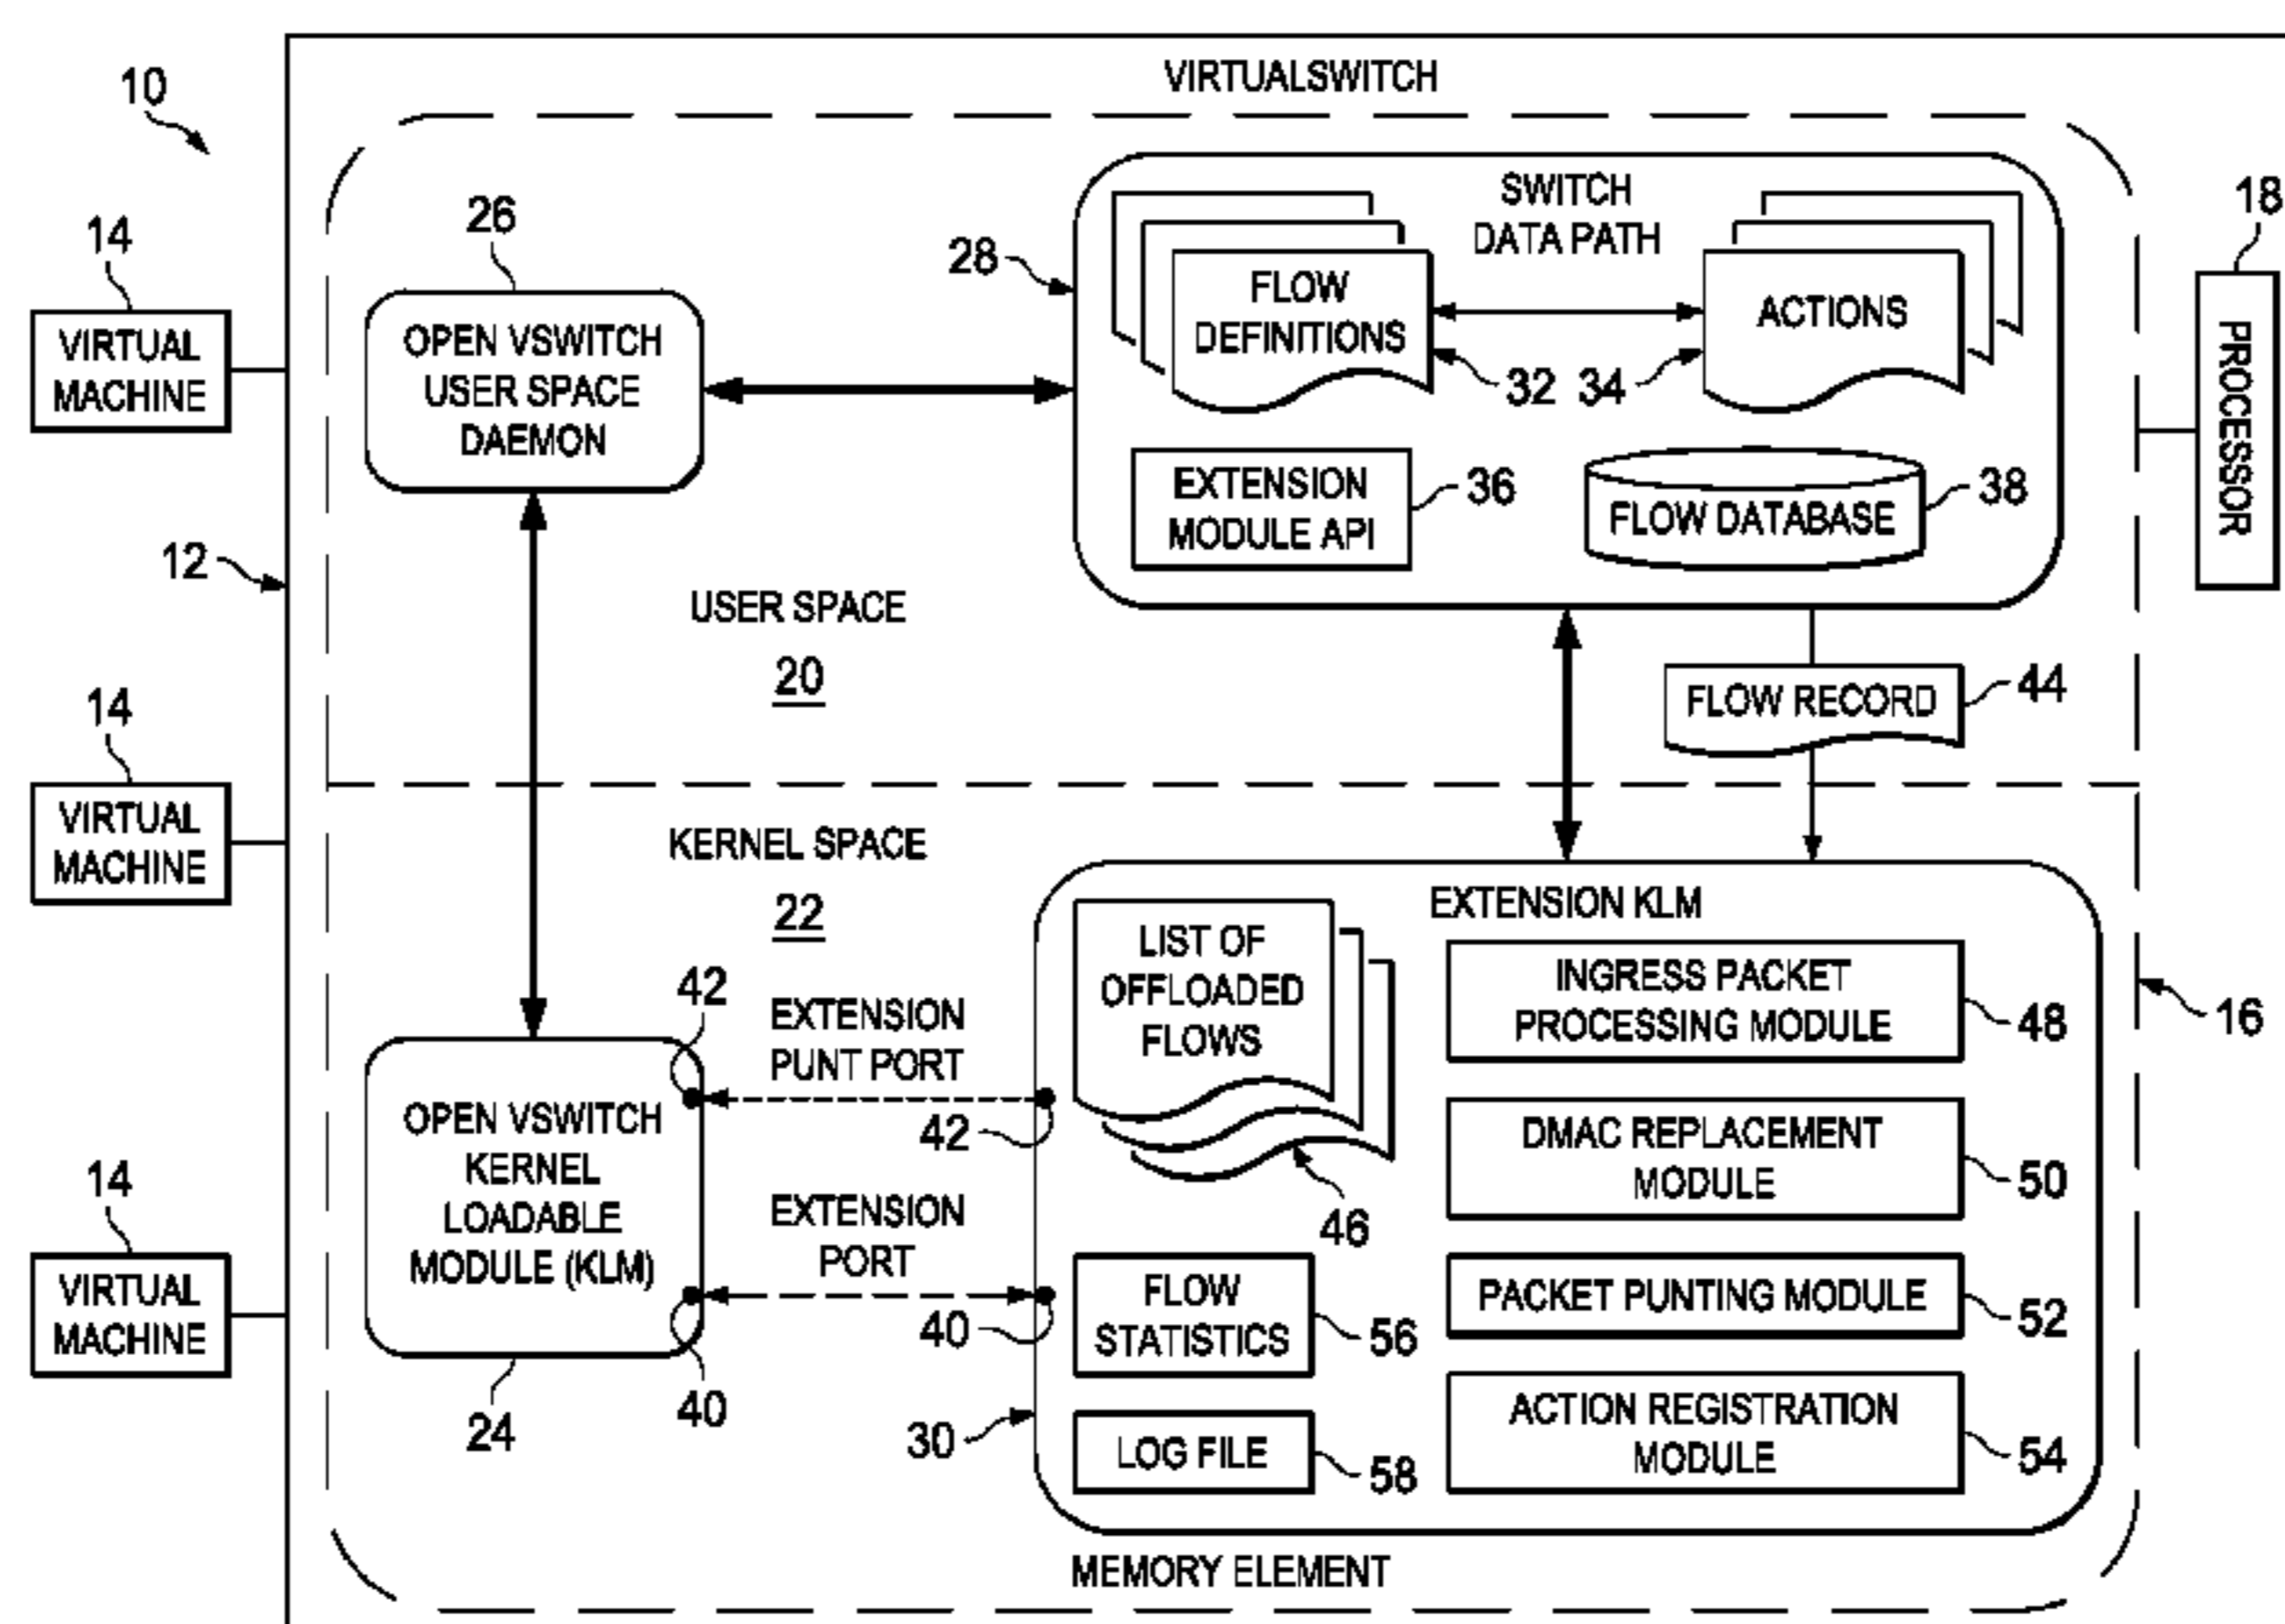 VIRTUALSWITCH
10
14
VIRTUAL
MACHINE
26
OPEN VSWITCH
USER SPACE
DAEMON
28
SWITCH
DATA PATH
FLOW
DEFINITIONS
32
34
ACTIONS
EXTENSION
MODULE API
36
FLOW DATABASE
38
18
PROCESSOR
12
USER SPACE
20
FLOW RECORD
44
14
VIRTUAL
MACHINE
KERNEL SPACE
22
EXTENSION KLM
LIST OF
OFFLOADED
FLOWS
46
INGRESS PACKET
PROCESSING MODULE
48
16
42
EXTENSION
PUNT PORT
42
OPEN VSWITCH
KERNEL
LOADABLE
MODULE (KLM)
24
DMAC REPLACEMENT
MODULE
50
14
VIRTUAL
MACHINE
EXTENSION
PORT
40
40
FLOW
STATISTICS
56
PACKET PUNTING MODULE
52
30
LOG FILE
58
ACTION REGISTRATION
MODULE
54
MEMORY ELEMENT